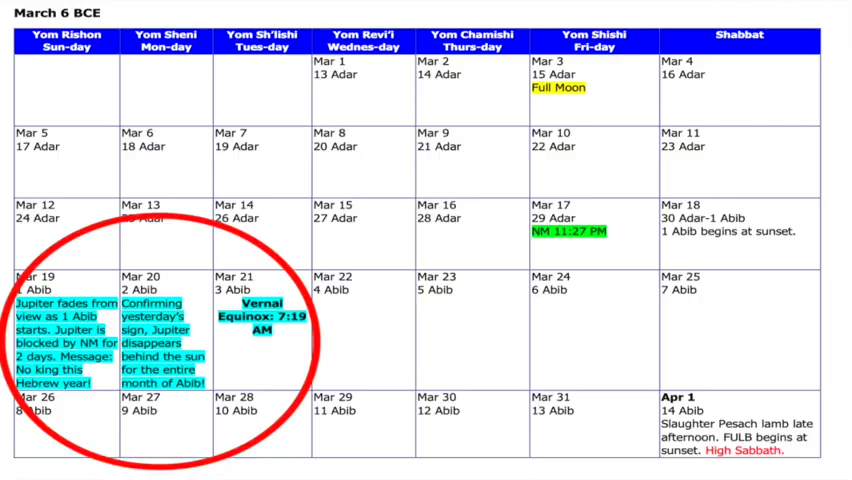 March 6 BCE
Yom Rishon
Sun-day
Yom Sheni
Mon-day
Yom Sh'lishi
Tues-day
Yom Revi'i
Wednes-day
Yom Chamishi
Thurs-day
Yom Shishi
Fri-day
Shabbat
Mar 1
13 Adar
Mar 2
14 Adar
Mar 3
15 Adar
Full Moon
Mar 4
16 Adar
Mar 5
17 Adar
Mar 6
18 Adar
Mar 7
19 Adar
Mar 8
20 Adar
Mar 9
21 Adar
Mar 10
22 Adar
Mar 11
23 Adar
Mar 12
24 Adar
Mar 13
25 Adar
Mar 14
26 Adar
Mar 15
27 Adar
Mar 16
28 Adar
Mar 17
29 Adar
NM 11:27 PM
Mar 18
30 Adar-1 Abib
1 Abib begins at sunset.
Mar 19
1 Abib
Jupiter fades from
view as 1 Abib
starts. Jupiter is
blocked by NM for
2 days. Message:
No king this
Hebrew year!
Mar 20
2 Abib
Confirming
yesterday's
sign, Jupiter
disappears
behind the sun
for the entire
month of Abib!
Mar 21
3 Abib
Vernal
Equinox: 7:19
AM
Mar 22
4 Abib
Mar 23
5 Abib
Mar 24
6 Abib
Mar 25
7 Abib
Mar 26
8 Abib
Mar 27
9 Abib
Mar 28
10 Abib
Mar 29
11 Abib
Mar 30
12 Abib
Mar 31
13 Abib
Apr 1
14 Abib
Slaughter Pesach lamb late
afternoon. FULB begins at
sunset. High Sabbath.